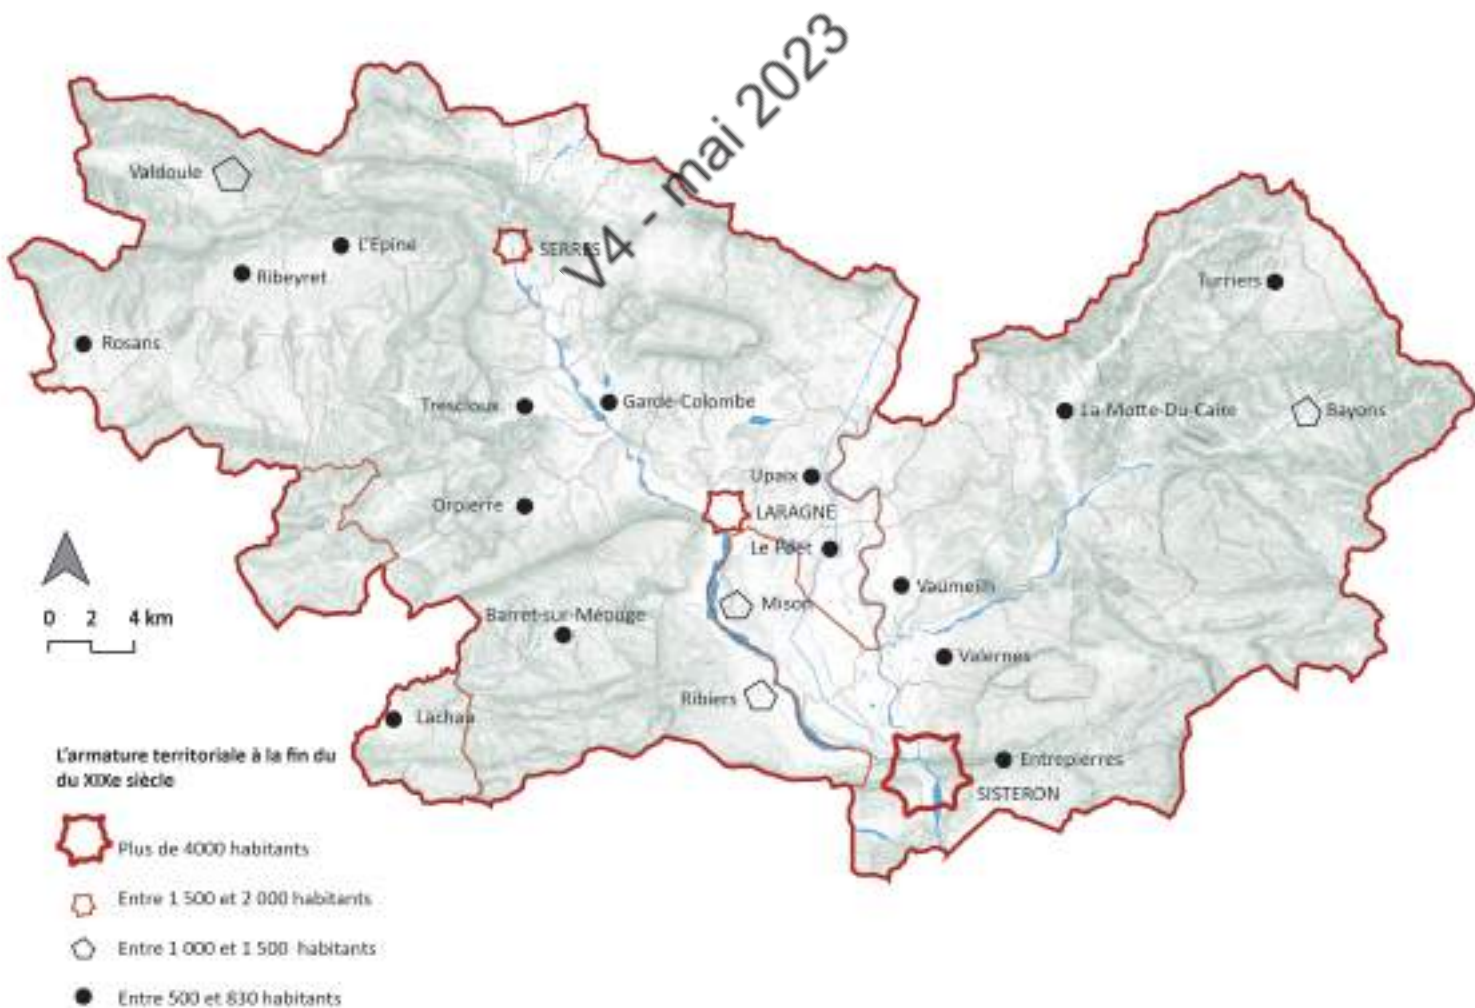 V4 - mai 2023
Valdoule
L'Epine
SERRES
Ribeyret
Turriers
Rosans
Trescloux
Garde-Colombe
La-Motte-Du-Caire
Bayons
Upaix
Orpierre
LARAGNE
Le Poët
Vaumeilh
0 2 4 km
Mison
Barret-sur-Méouge
Valernes
Ribiers
Lachau
L'armature territoriale à la fin du
du XIXe siècle
Entrepierres
SISTERON
Plus de 4000 habitants
Entre 1 500 et 2 000 habitants
Entre 1 000 et 1 500 habitants
Entre 500 et 830 habitants